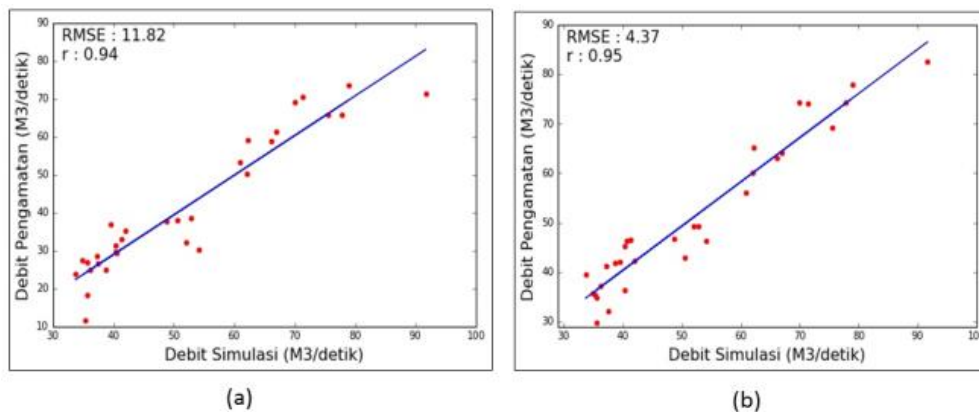 90
RMSE : 11.82
r : 0.94
80
70
60
50
40
30
20
10
Debit Pengamatan (M3/detik)
30 40 50 60 70 80 90 100
Debit Simulasi (M3/detik)
(a)
90
RMSE : 4.37
r : 0.95
80
70
60
50
40
30
Debit Pengamatan (M3/detik)
30 40 50 60 70 80 90 100
Debit Simulasi (M3/detik)
(b)